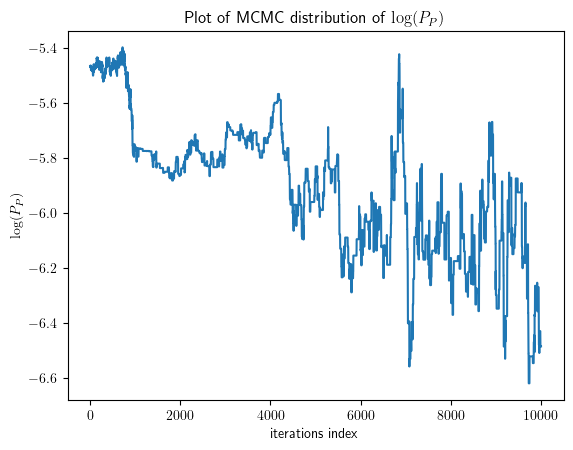 Plot of MCMC distribution of log(P_P)
log(P_P)
−5.4
−5.6
−5.8
−6.0
−6.2
−6.4
−6.6
0 2000 4000 6000 8000 10000
iterations index